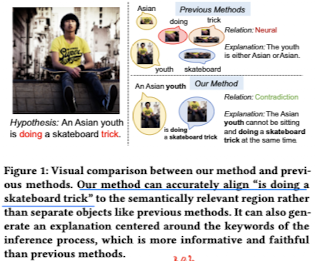 Previous Methods
Asian
doing
trick
youth
skateboard
Relation: Neural
Explanation: The youth
is either Asian orAsian.
Our Method
An Asian youth
is doing
a skateboard trick
Relation: Contradiction
Explanation: The Asian
youth cannot be sitting
and doing a skateboard
trick at the same time.
Hypothesis: An Asian youth
is doing a skateboard trick.
Figure 1: Visual comparison between our method and previ-
ous methods. Our method can accurately align “is doing a
skateboard trick” to the semantically relevant region rather
than separate objects like previous methods. It can also gen-
erate an explanation centered around the keywords of the
inference process, which is more informative and faithful
than previous methods.